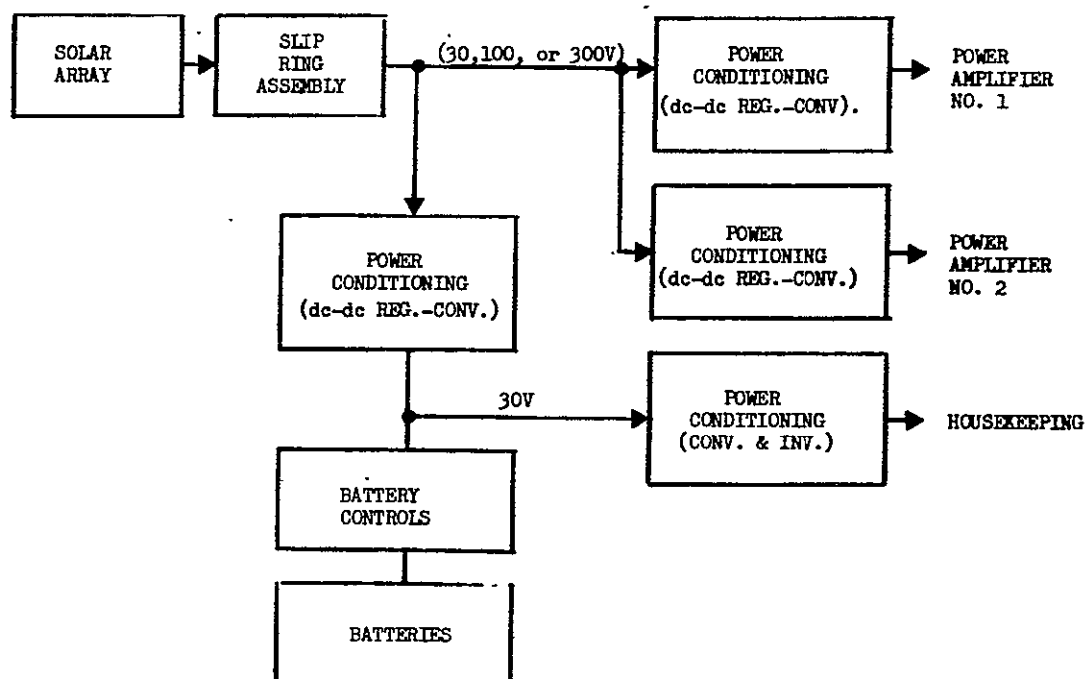 SOLAR
ARRAY
SLIP
RING
ASSEMBLY
(30,100, or 300V)
POWER
CONDITIONING
(dc-dc REG.-CONV).
POWER
AMPLIFIER
NO. 1
POWER
CONDITIONING
(dc-dc REG.-CONV.)
POWER
AMPLIFIER
NO. 2
POWER
CONDITIONING
(dc-dc REG.-CONV.)
30V
POWER
CONDITIONING
(CONV. & INV.)
HOUSEKEEPING
BATTERY
CONTROLS
BATTERIES